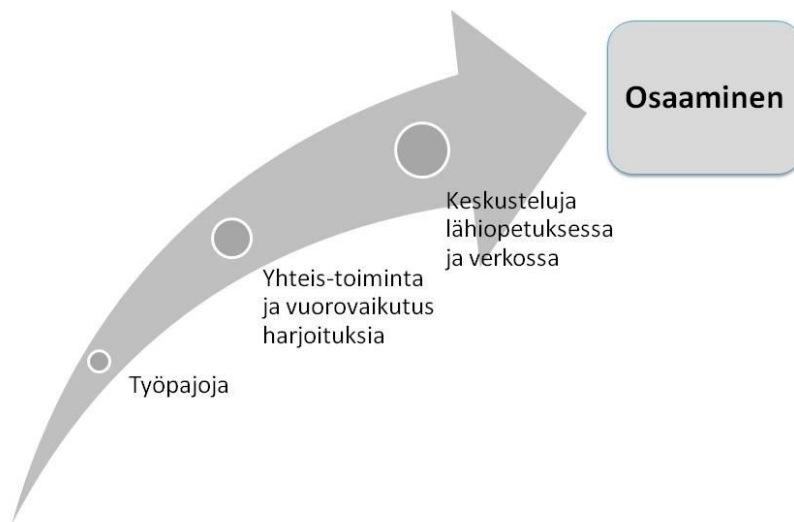 Osaaminen
Keskusteluja
lähiopetuksessa
ja verkossa
Yhteis-toiminta
ja vuorovaikutus
harjoituksia
Työpajoja